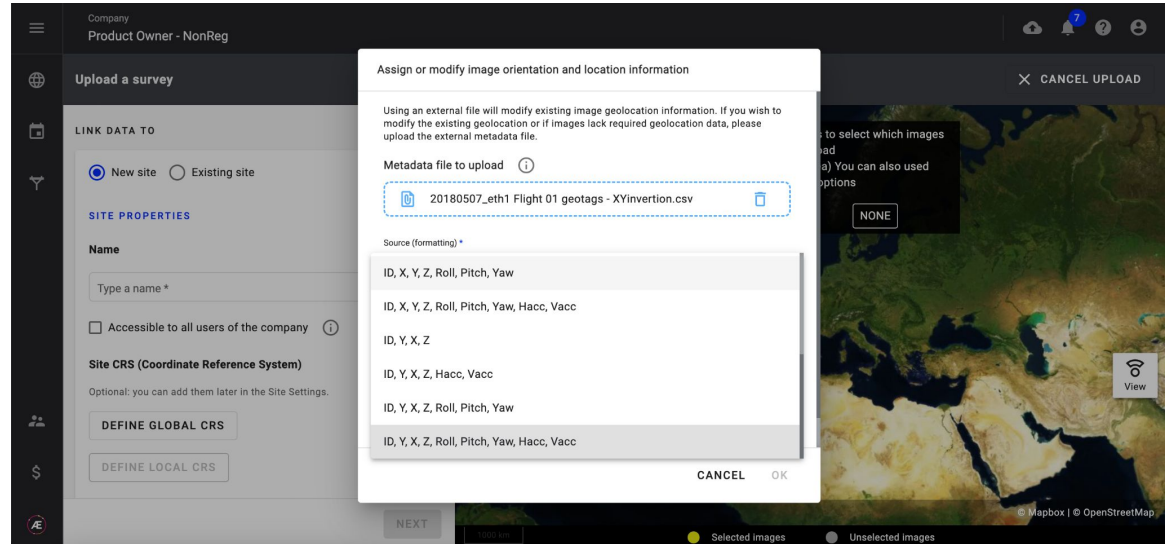 Company
Product Owner - NonReg
7
Upload a survey
CANCEL UPLOAD
LINK DATA TO
New site
Existing site
SITE PROPERTIES
Name
Type a name *
Accessible to all users of the company
Site CRS (Coordinate Reference System)
Optional: you can add them later in the Site Settings.
DEFINE GLOBAL CRS
DEFINE LOCAL CRS
NEXT
Assign or modify image orientation and location information
Using an external file will modify existing image geolocation information. If you wish to
modify the existing geolocation or if images lack required geolocation data, please
upload the external metadata file.
Metadata file to upload
20180507_eth1 Flight 01 geotags - XYinvertion.csv
Source (formatting) *
ID, X, Y, Z, Roll, Pitch, Yaw
ID, X, Y, Z, Roll, Pitch, Yaw, Hacc, Vacc
ID, Y, X, Z
ID, Y, X, Z, Hacc, Vacc
ID, Y, X, Z, Roll, Pitch, Yaw
ID, Y, X, Z, Roll, Pitch, Yaw, Hacc, Vacc
CANCEL
OK
to select which images
a) You can also used
NONE
View
© Mapbox | © OpenStreetMap
1000 km
Selected images
Unselected images
Æ